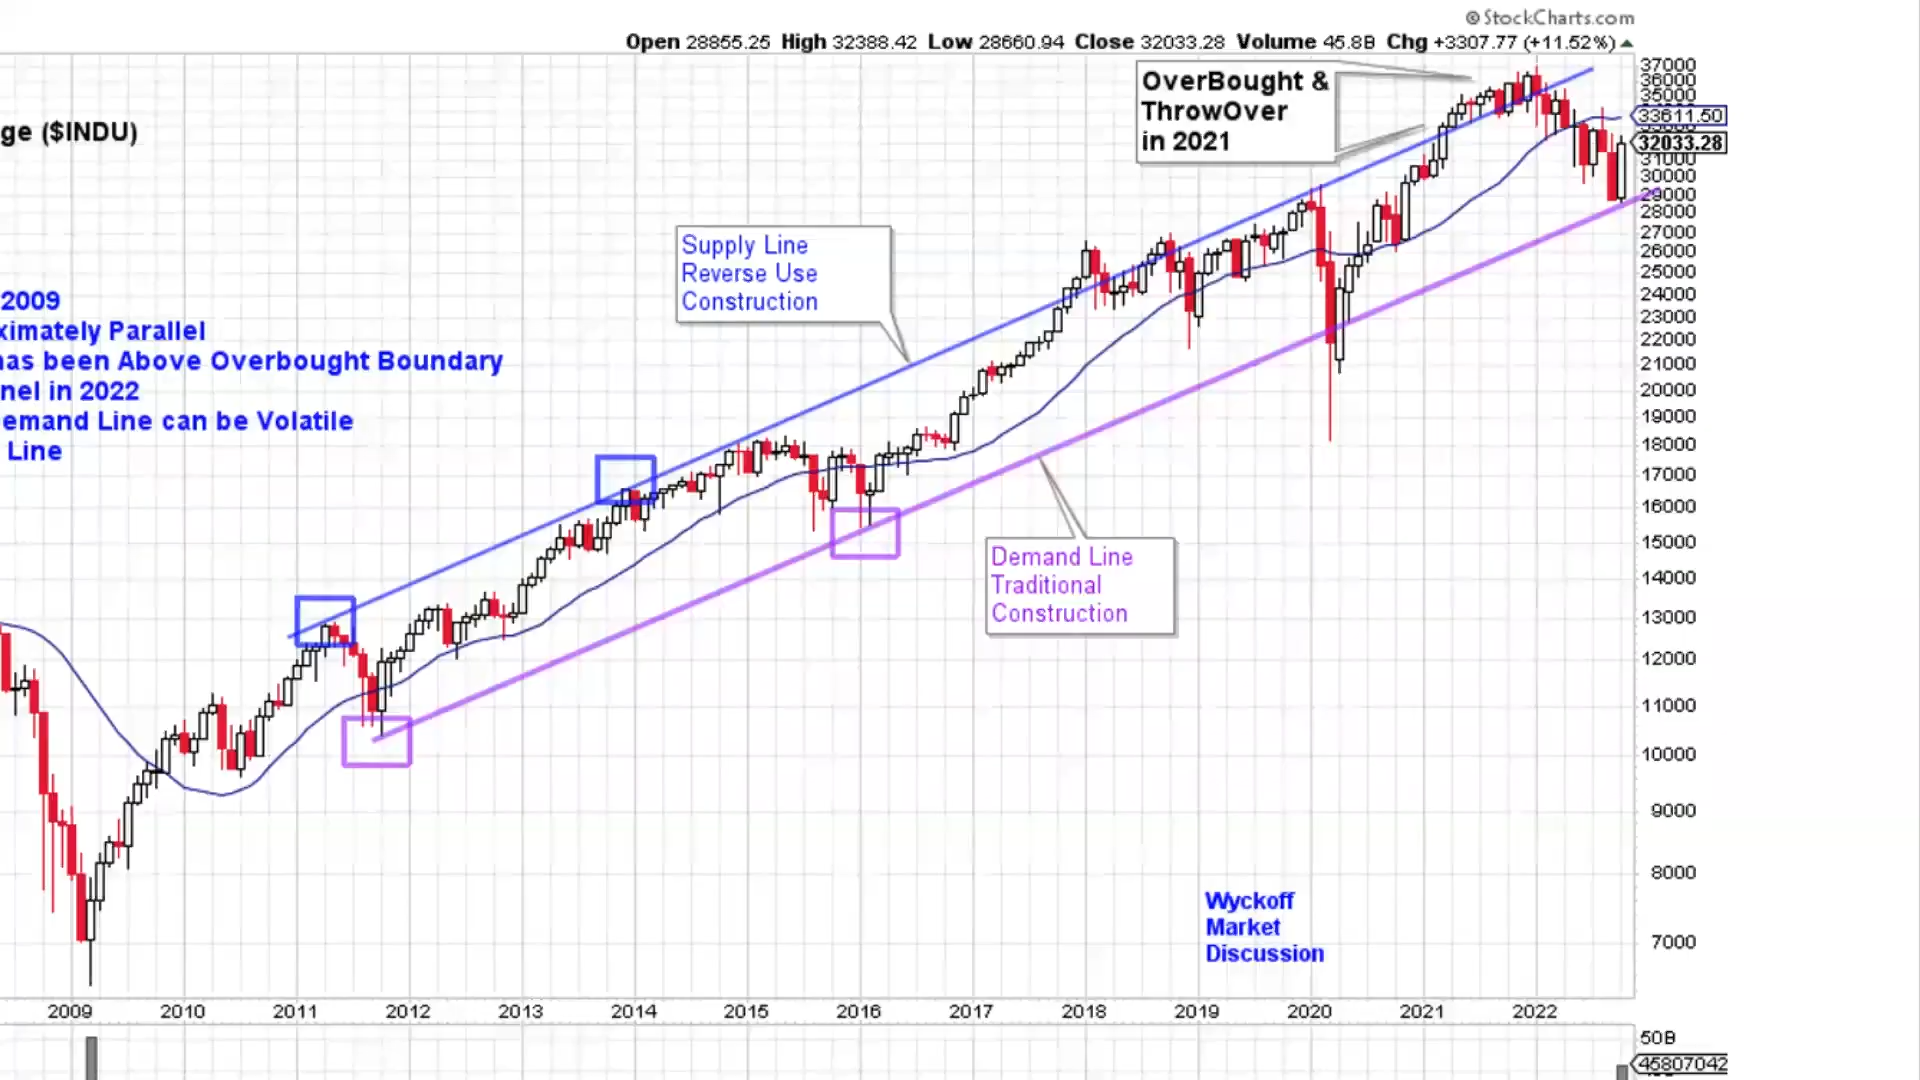 © StockCharts.com
Open 28855.25 High 32388.42 Low 28660.94 Close 32033.28 Volume 45.8B Chg +3307.77 (+11.52%)
ge ($INDU)
OverBought &
ThrowOver
in 2021
Supply Line
Reverse Use
Construction
2009
ximately Parallel
has been Above Overbought Boundary
nel in 2022
emand Line can be Volatile
Line
Demand Line
Traditional
Construction
Wyckoff
Market
Discussion
37000
36000
35000
33611.50
32033.28
31000
30000
29000
28000
27000
26000
25000
24000
23000
22000
21000
20000
19000
18000
17000
16000
15000
14000
13000
12000
11000
10000
9000
8000
7000
2009 2010 2011 2012 2013 2014 2015 2016 2017 2018 2019 2020 2021 2022
50B
45807042